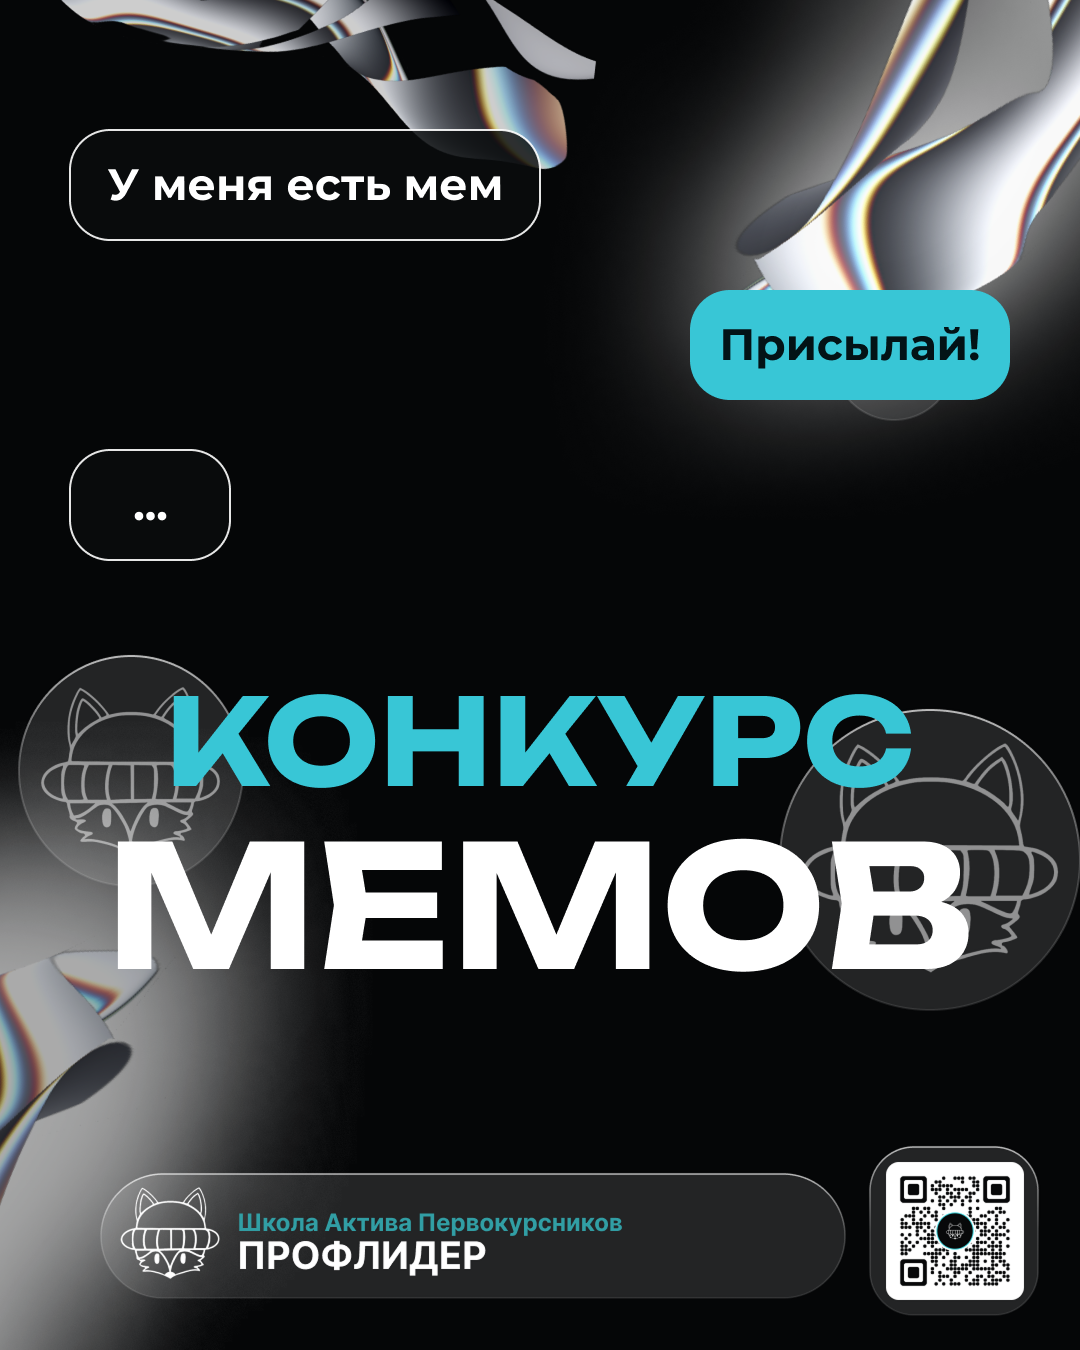 У меня есть мем
Присылай!
...
КОНКУРС
МЕМОВ
Школа Актива Первокурсников
ПРОФЛИДЕР